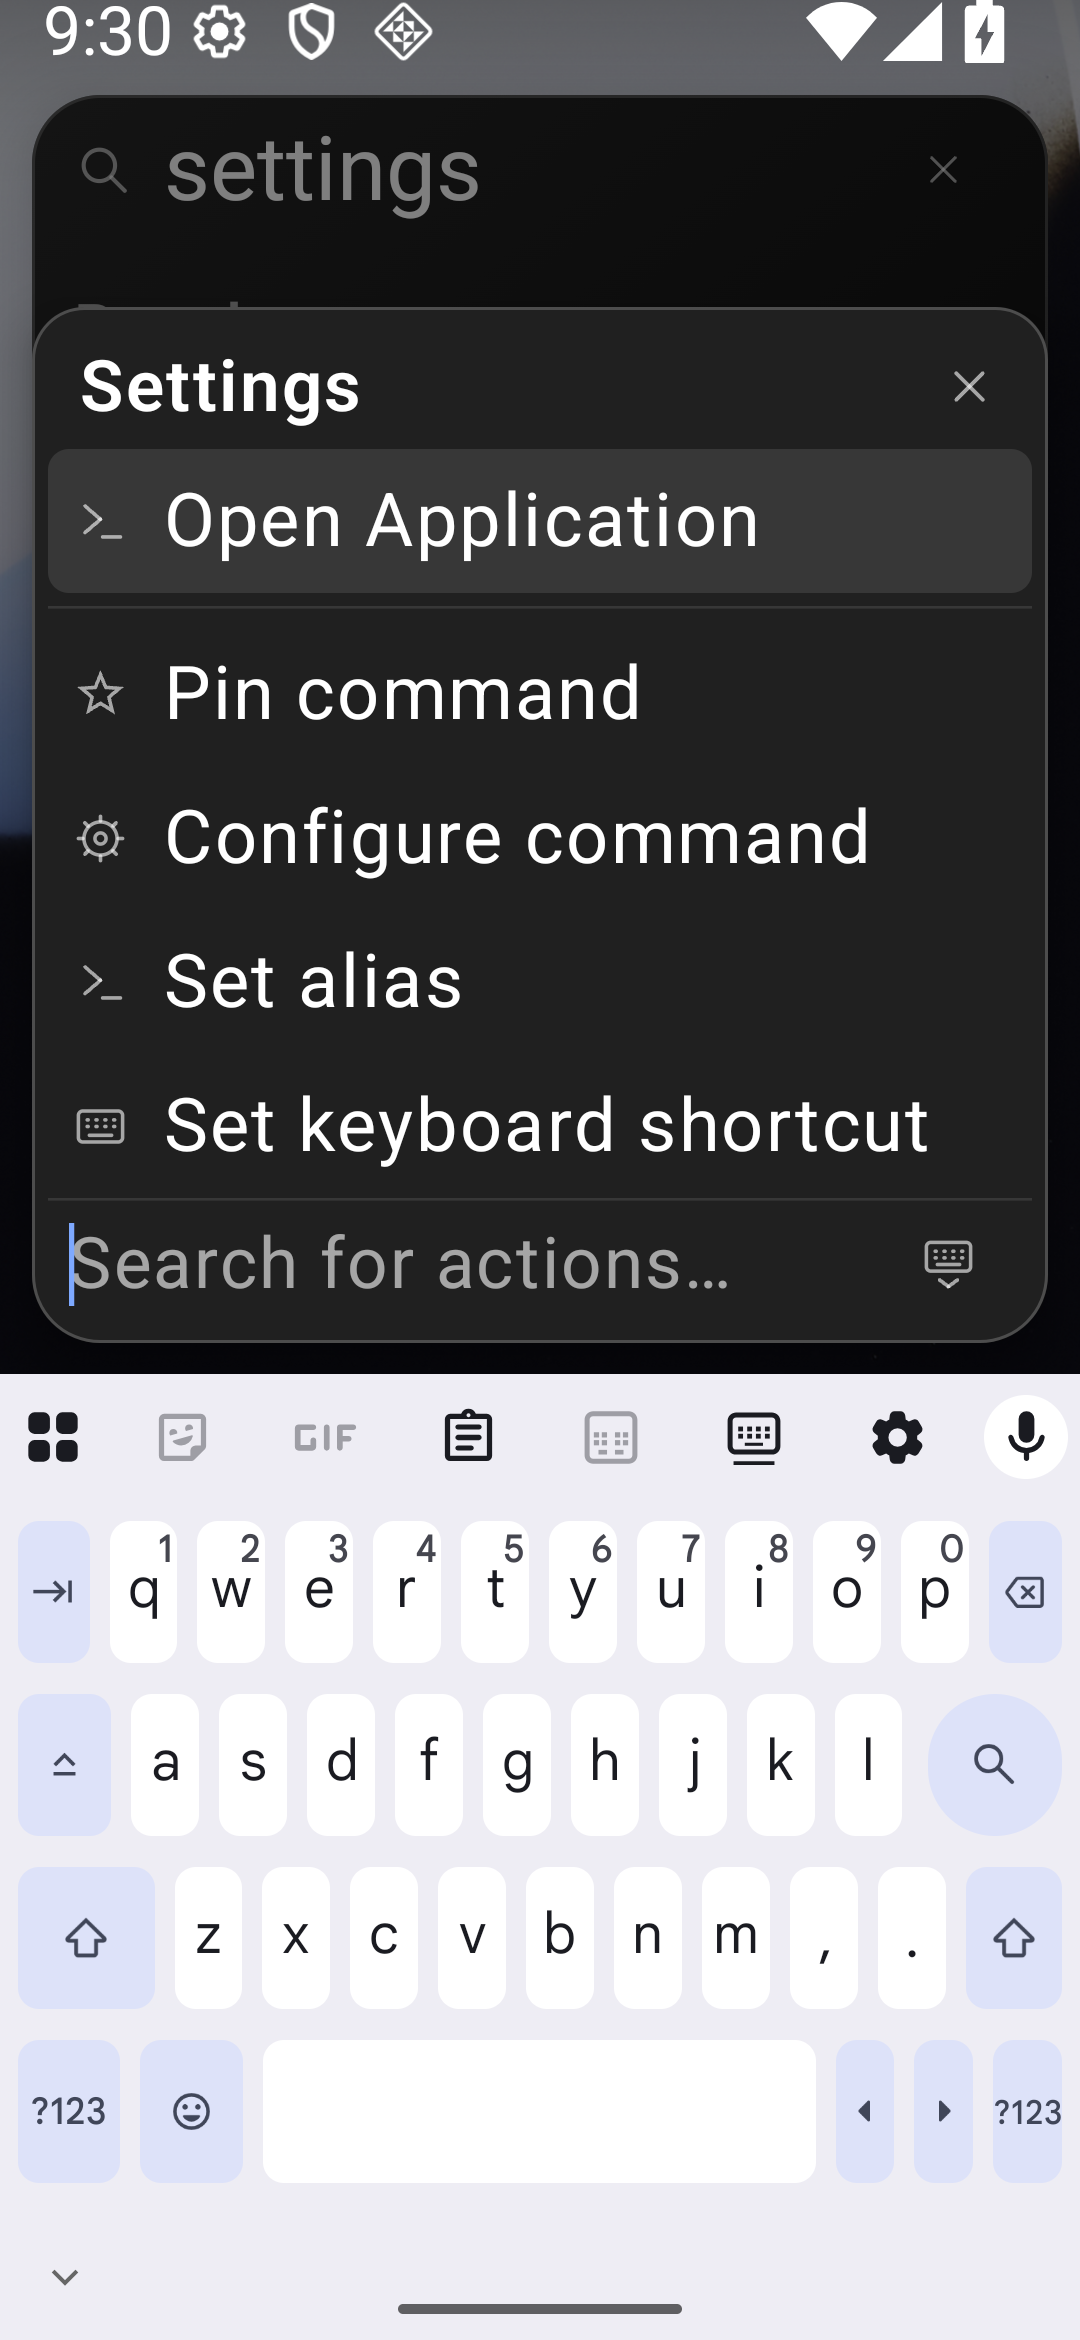 9:30
settings
Settings
Open Application
Pin command
Configure command
Set alias
Set keyboard shortcut
Search for actions…
GIF
1 2 3 4 5 6 7 8 9 0
q w e r t y u i o p
a s d f g h j k l
z x c v b n m , .
?123 ?123